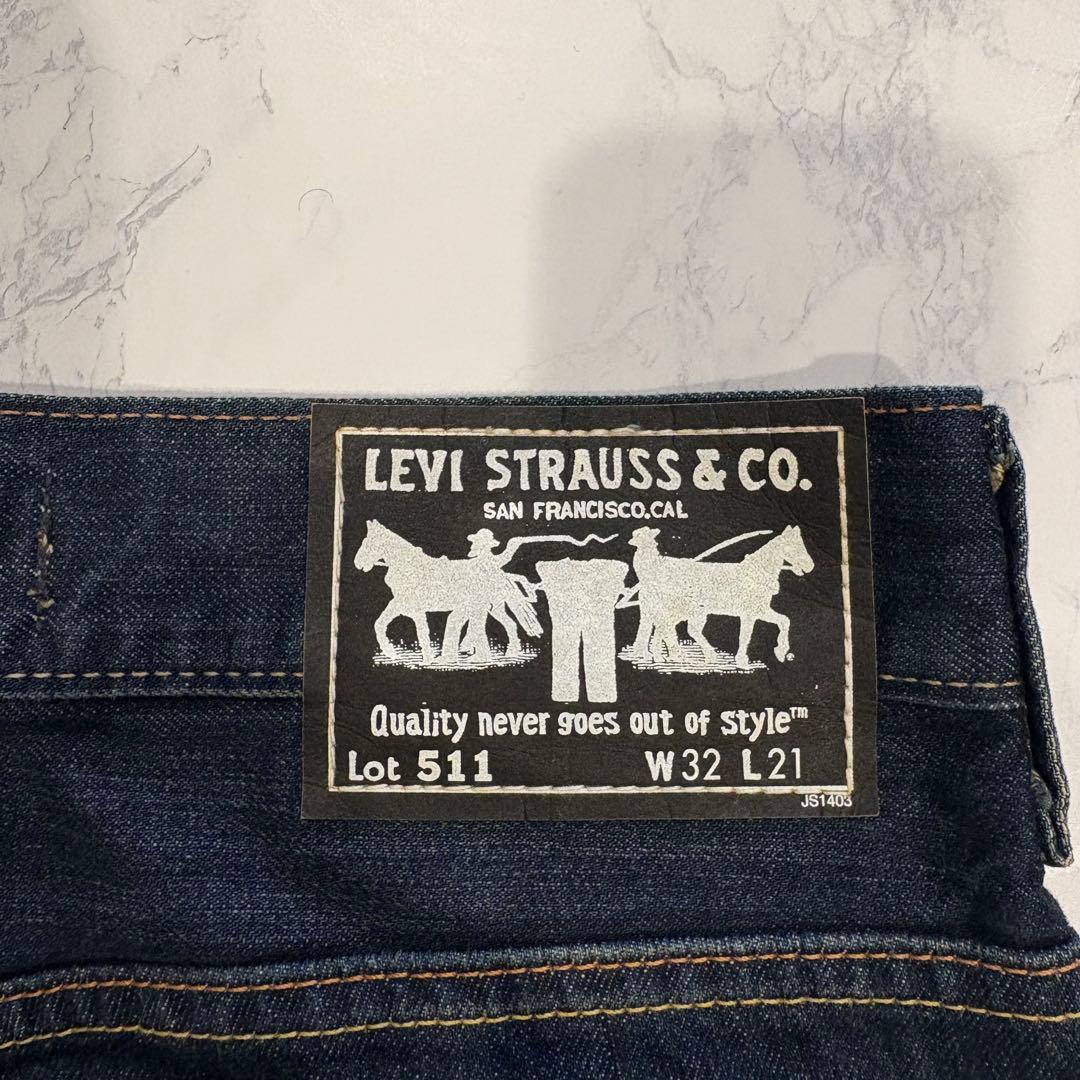 LEVI STRAUSS & CO.
SAN FRANCISCO.CAL
Quality never goes out of style™
Lot 511 W32 L21
JS1403